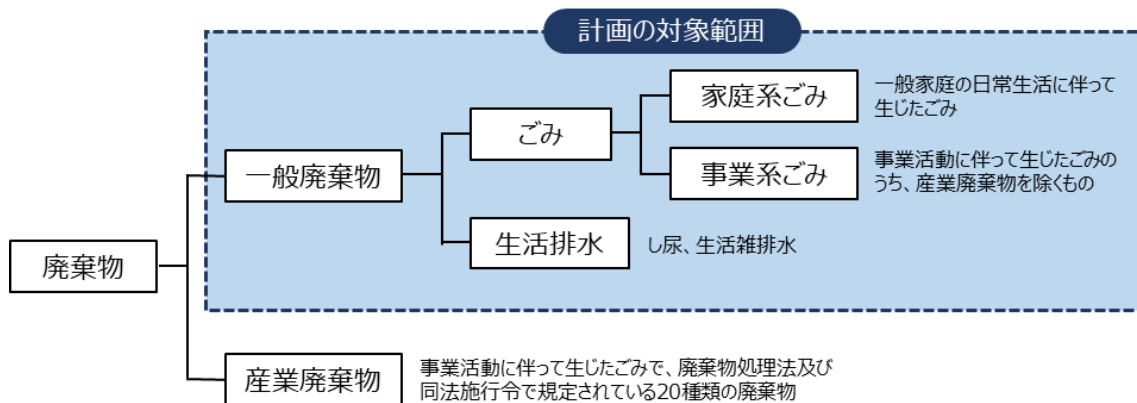 計画の対象範囲
家庭系ごみ
一般家庭の日常生活に伴って
生じたごみ
ごみ
一般廃棄物
事業系ごみ
事業活動に伴って生じたごみの
うち、産業廃棄物を除くもの
生活排水
し尿、生活雑排水
廃棄物
産業廃棄物
事業活動に伴って生じたごみで、廃棄物処理法及び
同法施行令で規定されている20種類の廃棄物